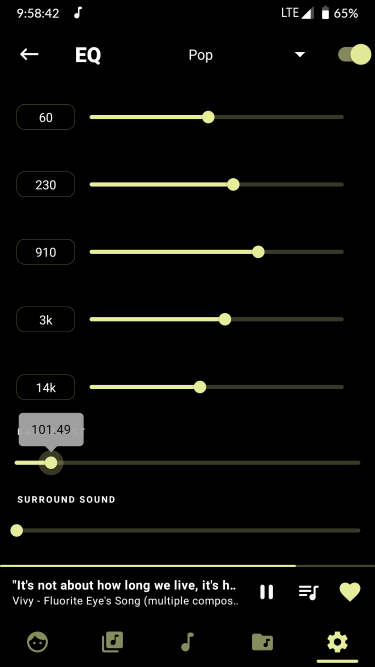 9:58:42 LTE 65%
EQ Pop
60
230
910
3k
14k
101.49
SURROUND SOUND
"It's not about how long we live, it's h..
Vivy - Fluorite Eye's Song (multiple compos..